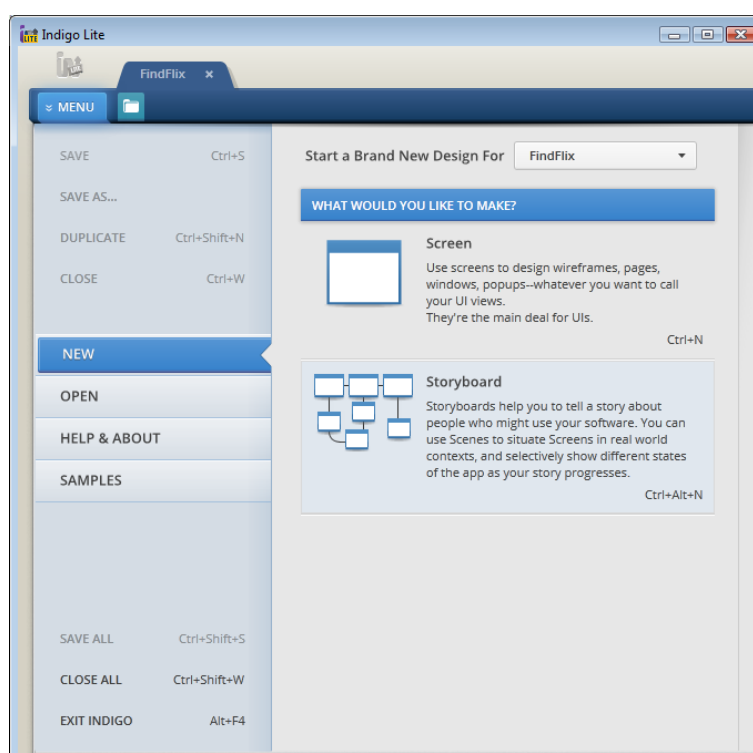 Indigo Lite
FindFlix
MENU
SAVE Ctrl+S
SAVE AS...
DUPLICATE Ctrl+Shift+N
CLOSE Ctrl+W
NEW
OPEN
HELP & ABOUT
SAMPLES
SAVE ALL Ctrl+Shift+S
CLOSE ALL Ctrl+Shift+W
EXIT INDIGO Alt+F4
Start a Brand New Design For FindFlix
WHAT WOULD YOU LIKE TO MAKE?
Screen
Use screens to design wireframes, pages,
windows, popups--whatever you want to call
your UI views.
They're the main deal for UIs.
Ctrl+N
Storyboard
Storyboards help you to tell a story about
people who might use your software. You can
use Scenes to situate Screens in real world
contexts, and selectively show different states
of the app as your story progresses.
Ctrl+Alt+N